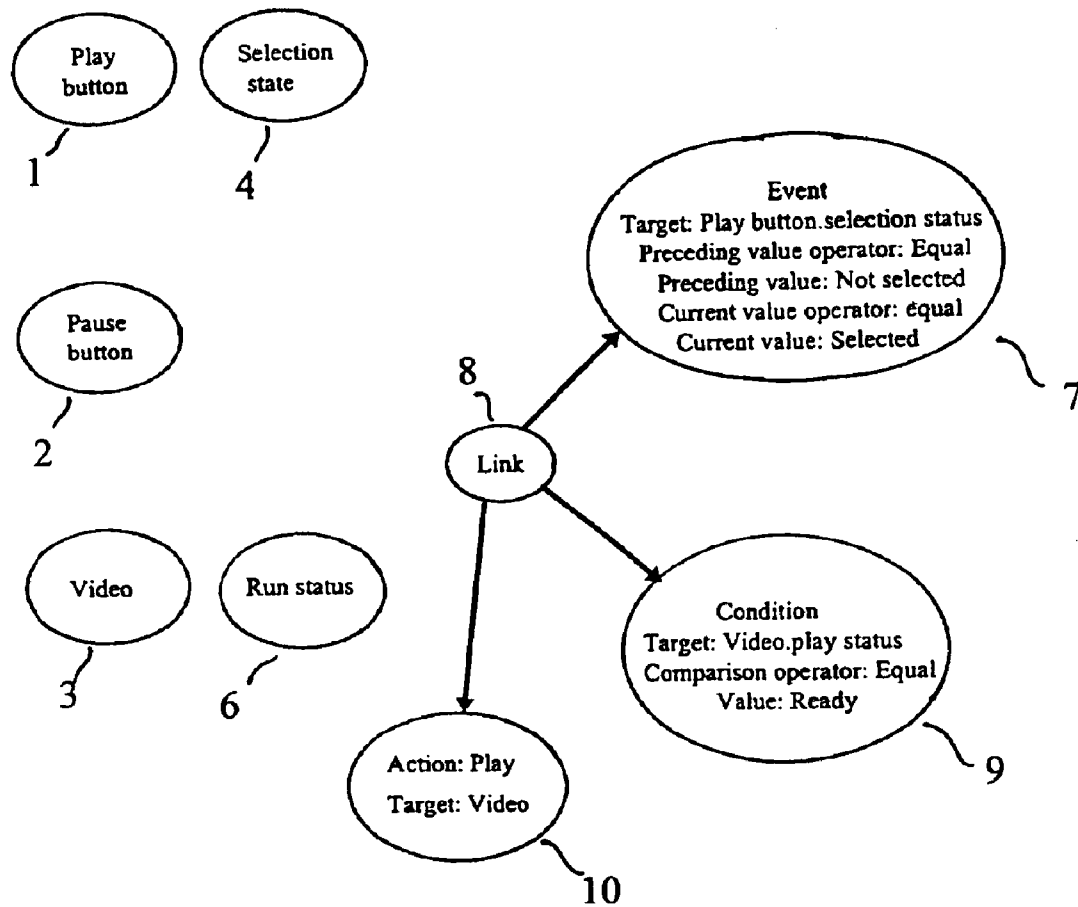 Play
button
Selection
state
1
4
Event
Target: Play button.selection status
Preceding value operator: Equal
Preceding value: Not selected
Current value operator: equal
Current value: Selected
7
Pause
button
2
8
Link
Video
Run status
3
6
Condition
Target: Video.play status
Comparison operator: Equal
Value: Ready
9
Action: Play
Target: Video
10